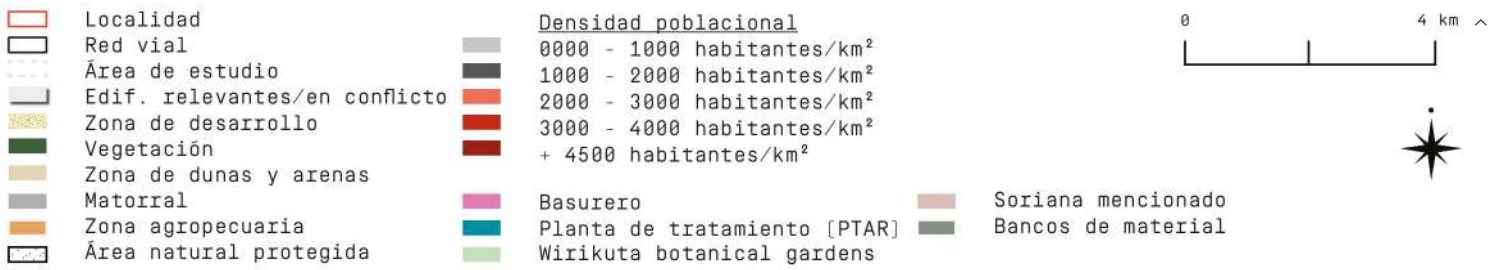 Localidad
Red vial
Área de estudio
Edif. relevantes/en conflicto
Zona de desarrollo
Vegetación
Zona de dunas y arenas
Matorral
Zona agropecuaria
Área natural protegida
Densidad poblacional
0000 - 1000 habitantes/km²
1000 - 2000 habitantes/km²
2000 - 3000 habitantes/km²
3000 - 4000 habitantes/km²
+ 4500 habitantes/km²
Basurero
Planta de tratamiento [PTAR]
Wirikuta botanical gardens
Soriana mencionado
Bancos de material
0 4 km